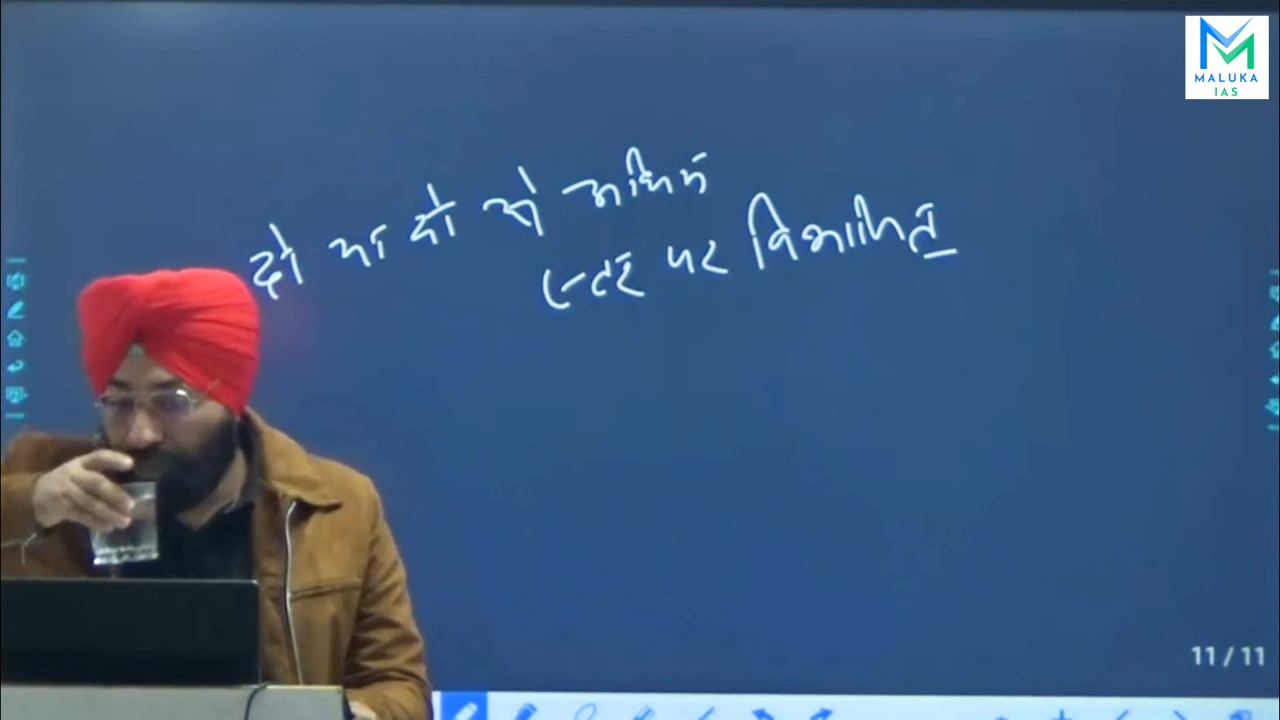 दो या दो से अधिक
स्तर पर विभाजित
MALUKA
IAS
11 / 11